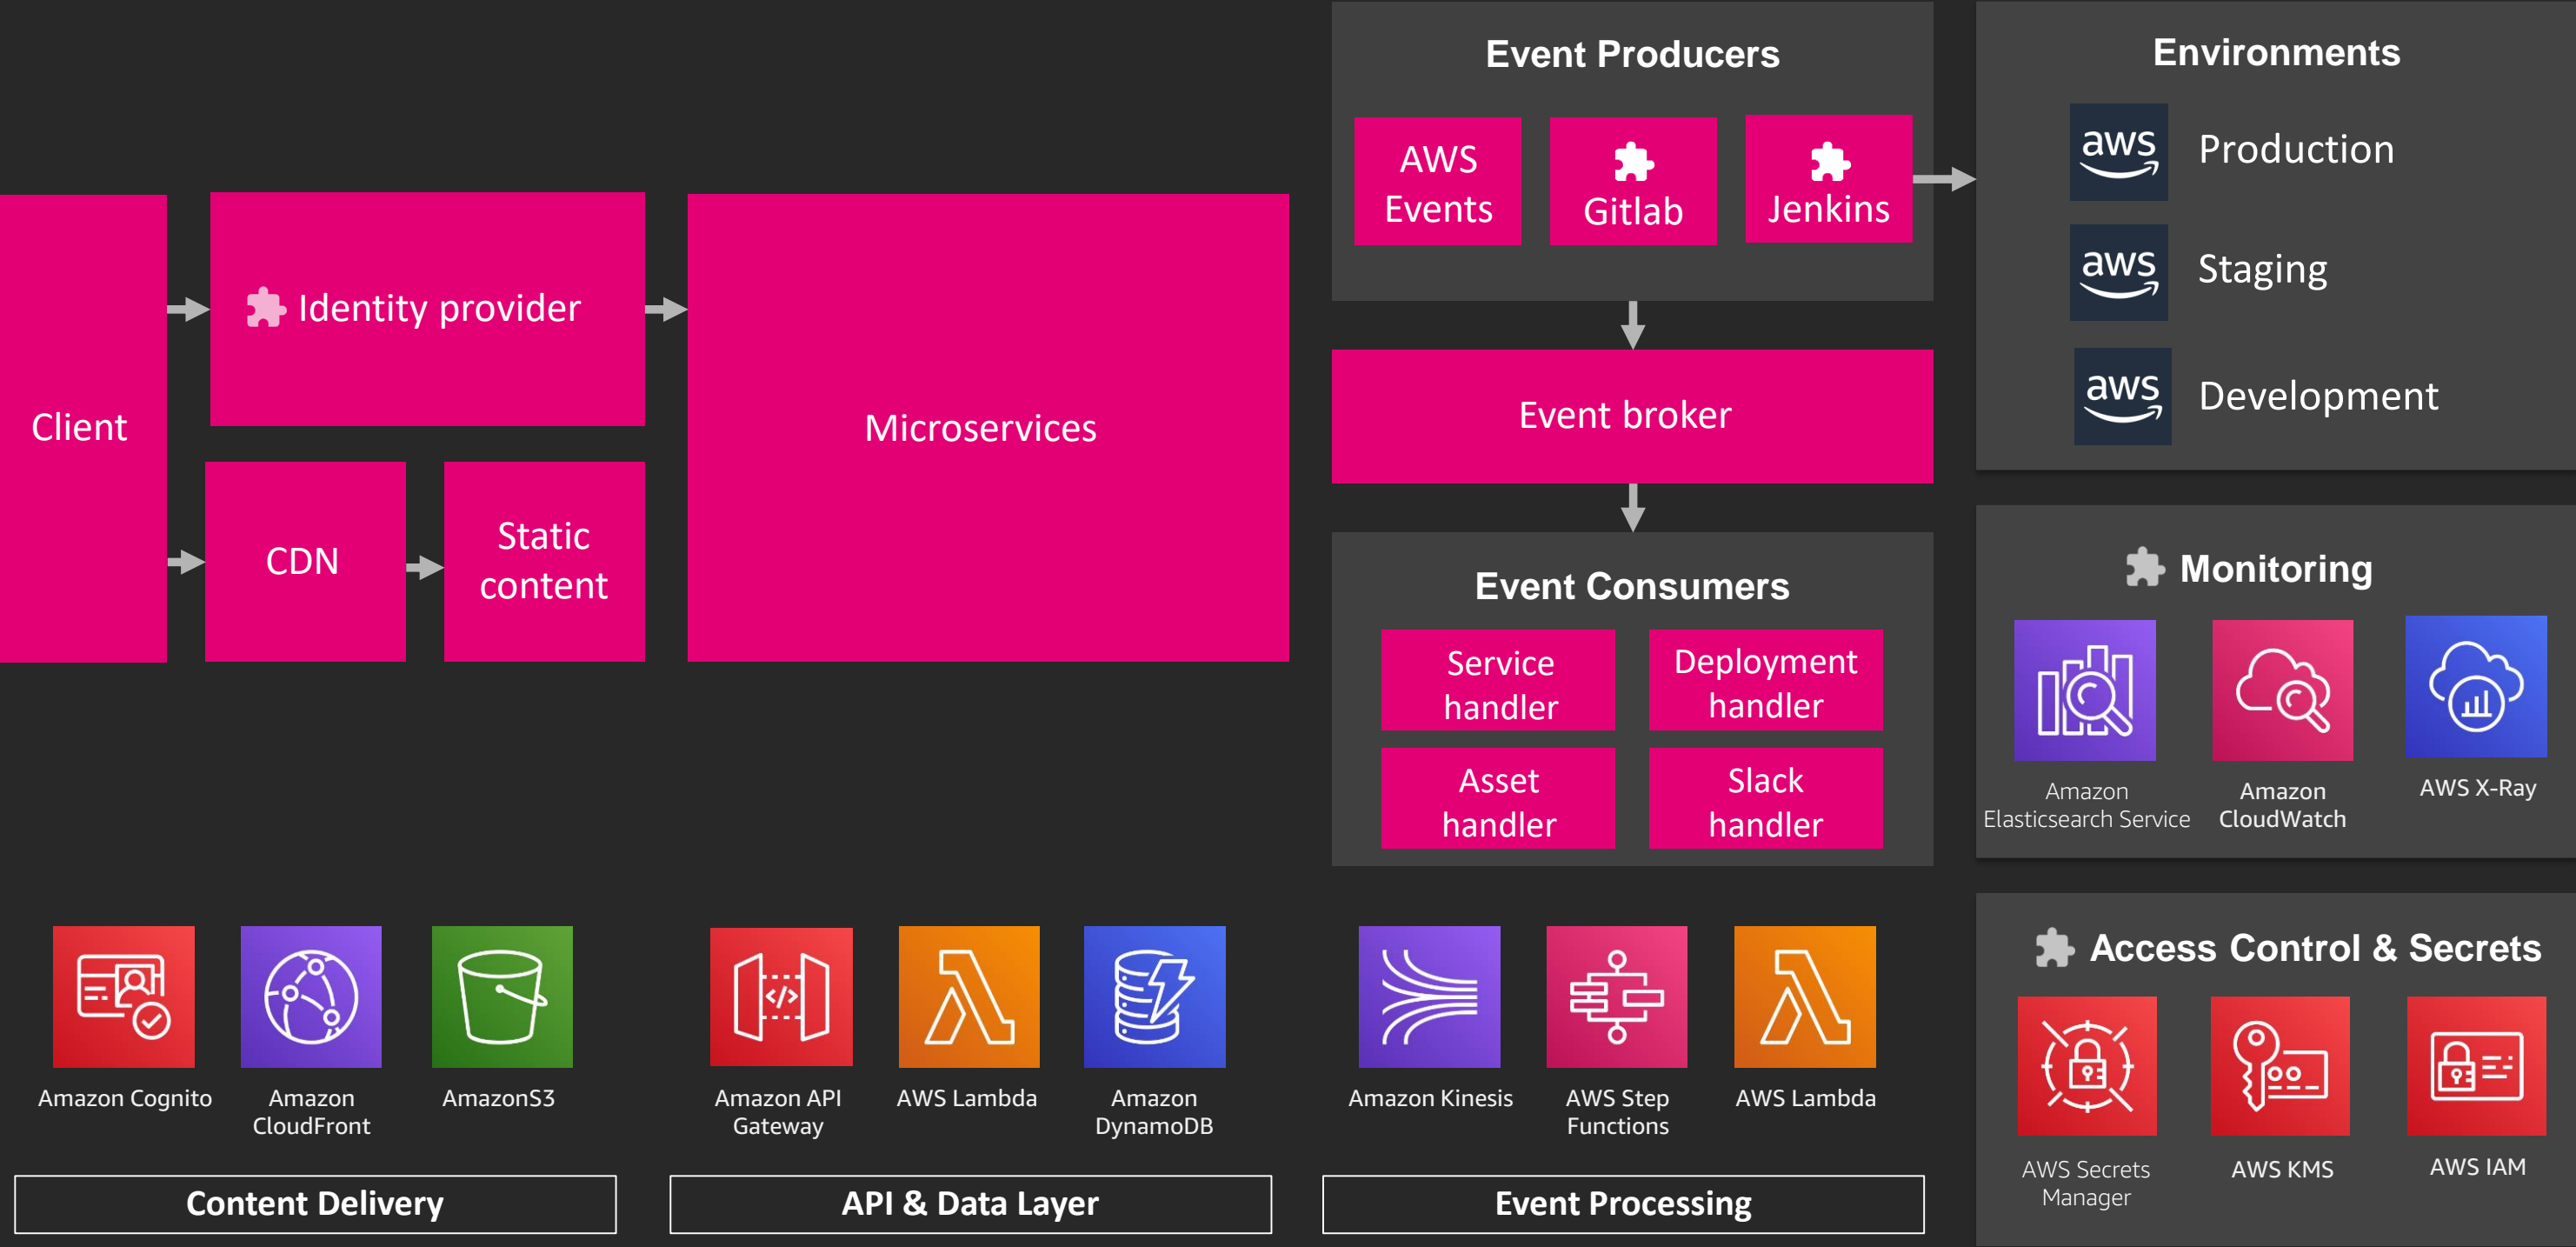 Client
Identity provider
CDN
Static
content
Microservices
Event Producers
AWS
Events
Gitlab
Jenkins
Event broker
Event Consumers
Service
handler
Deployment
handler
Asset
handler
Slack
handler
Environments
aws
Production
aws
Staging
aws
Development
Monitoring
Amazon
Elasticsearch Service
Amazon
CloudWatch
AWS X-Ray
Access Control & Secrets
AWS Secrets
Manager
AWS KMS
AWS IAM
Amazon Cognito
Amazon
CloudFront
AmazonS3
Content Delivery
</>
Amazon API
Gateway
AWS Lambda
Amazon
DynamoDB
API & Data Layer
Amazon Kinesis
AWS Step
Functions
AWS Lambda
Event Processing